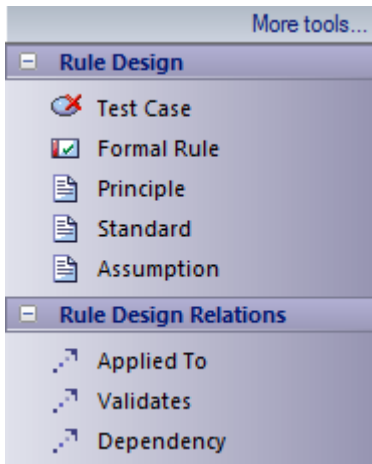 More tools...
Rule Design
Test Case
Formal Rule
Principle
Standard
Assumption
Rule Design Relations
Applied To
Validates
Dependency